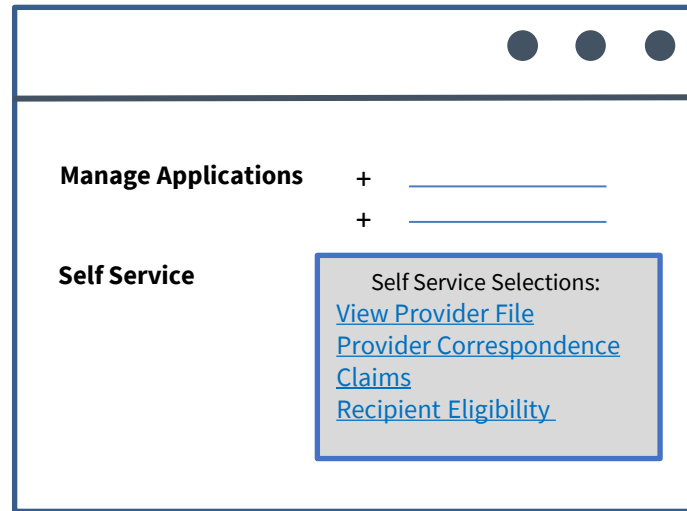 Manage Applications +
+
Self Service
Self Service Selections:
View Provider File
Provider Correspondence
Claims
Recipient Eligibility